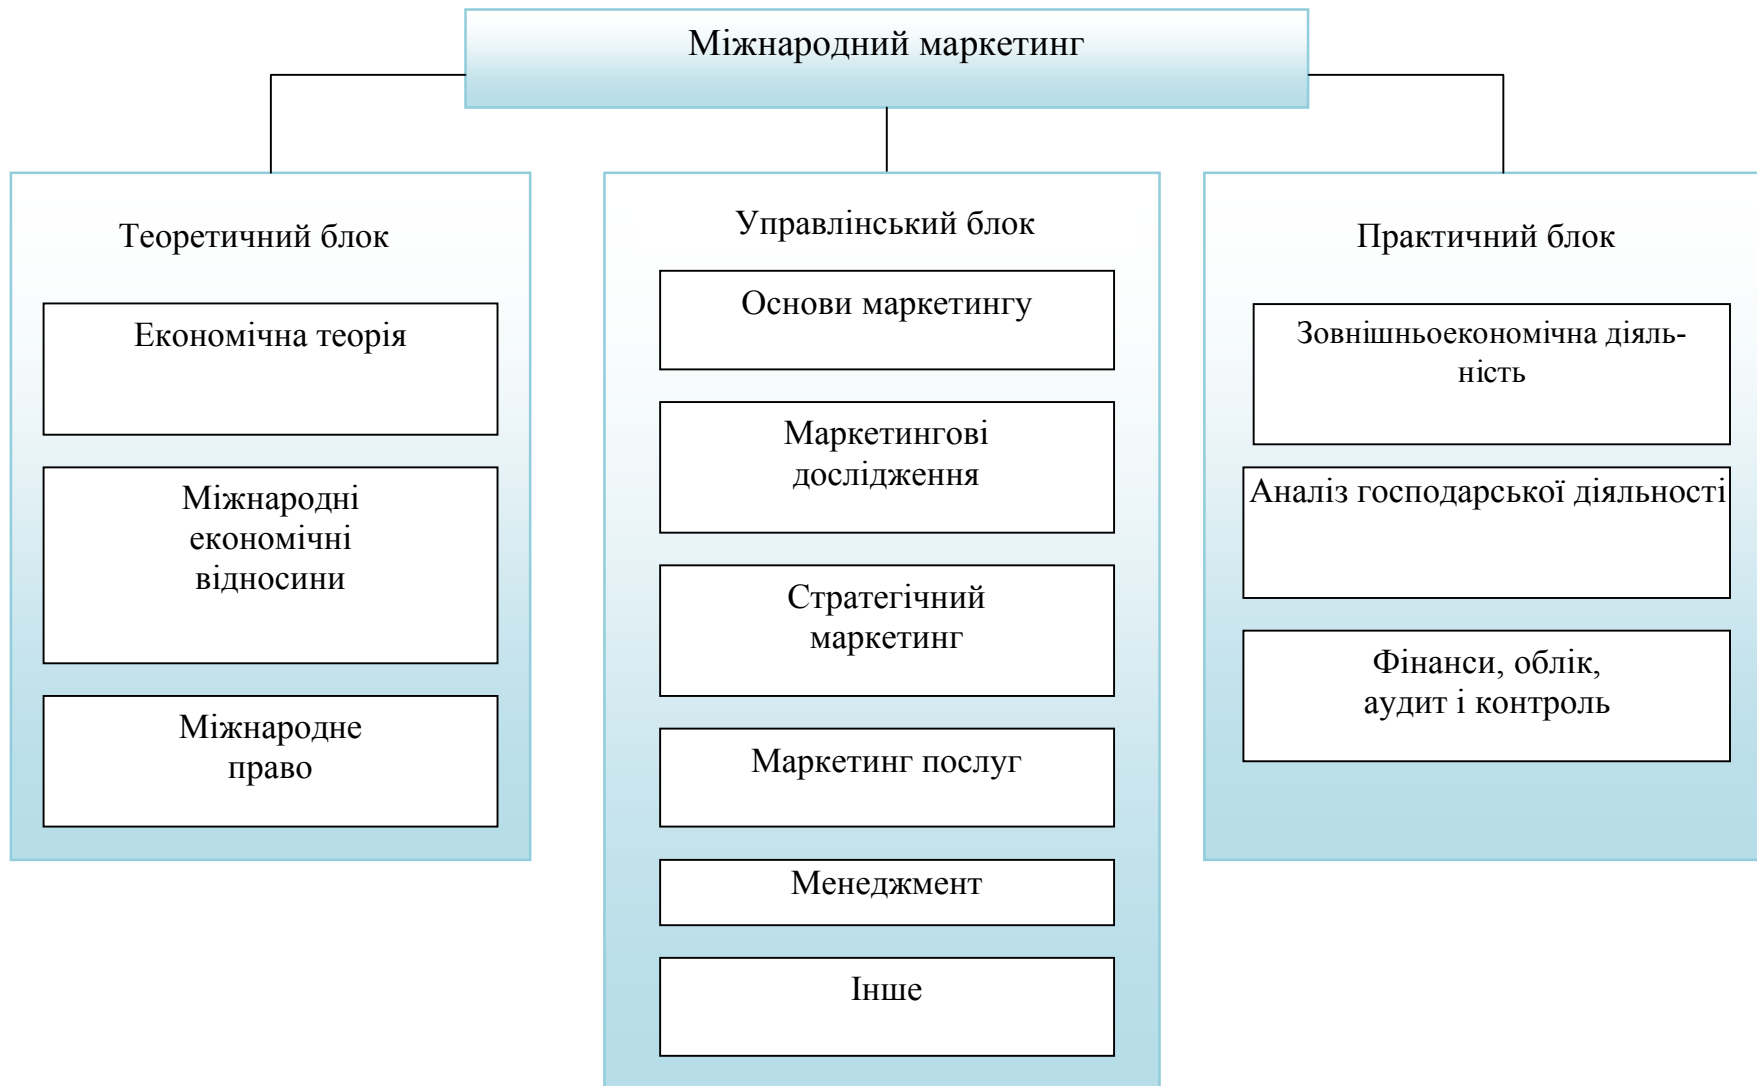 Міжнародний маркетинг
Теоретичний блок
Економічна теорія
Міжнародні
економічні
відносини
Міжнародне
право
Управлінський блок
Основи маркетингу
Маркетингові
дослідження
Стратегічний
маркетинг
Маркетинг послуг
Менеджмент
Інше
Практичний блок
Зовнішньоекономічна діяль-
ність
Аналіз господарської діяльності
Фінанси, облік,
аудит і контроль